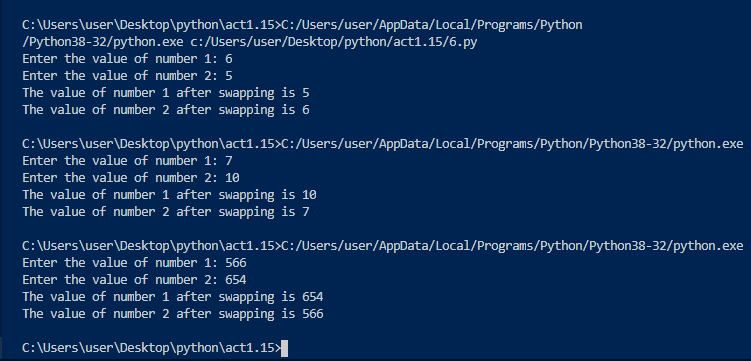 C:\Users\user\Desktop\python\act1.15>C:/Users/user/AppData/Local/Programs/Python
/Python38-32/python.exe c:/Users/user/Desktop/python/act1.15/6.py
Enter the value of number 1: 6
Enter the value of number 2: 5
The value of number 1 after swapping is 5
The value of number 2 after swapping is 6
C:\Users\user\Desktop\python\act1.15>C:/Users/user/AppData/Local/Programs/Python/Python38-32/python.exe
Enter the value of number 1: 7
Enter the value of number 2: 10
The value of number 1 after swapping is 10
The value of number 2 after swapping is 7
C:\Users\user\Desktop\python\act1.15>C:/Users/user/AppData/Local/Programs/Python/Python38-32/python.exe
Enter the value of number 1: 566
Enter the value of number 2: 654
The value of number 1 after swapping is 654
The value of number 2 after swapping is 566
C:\Users\user\Desktop\python\act1.15>